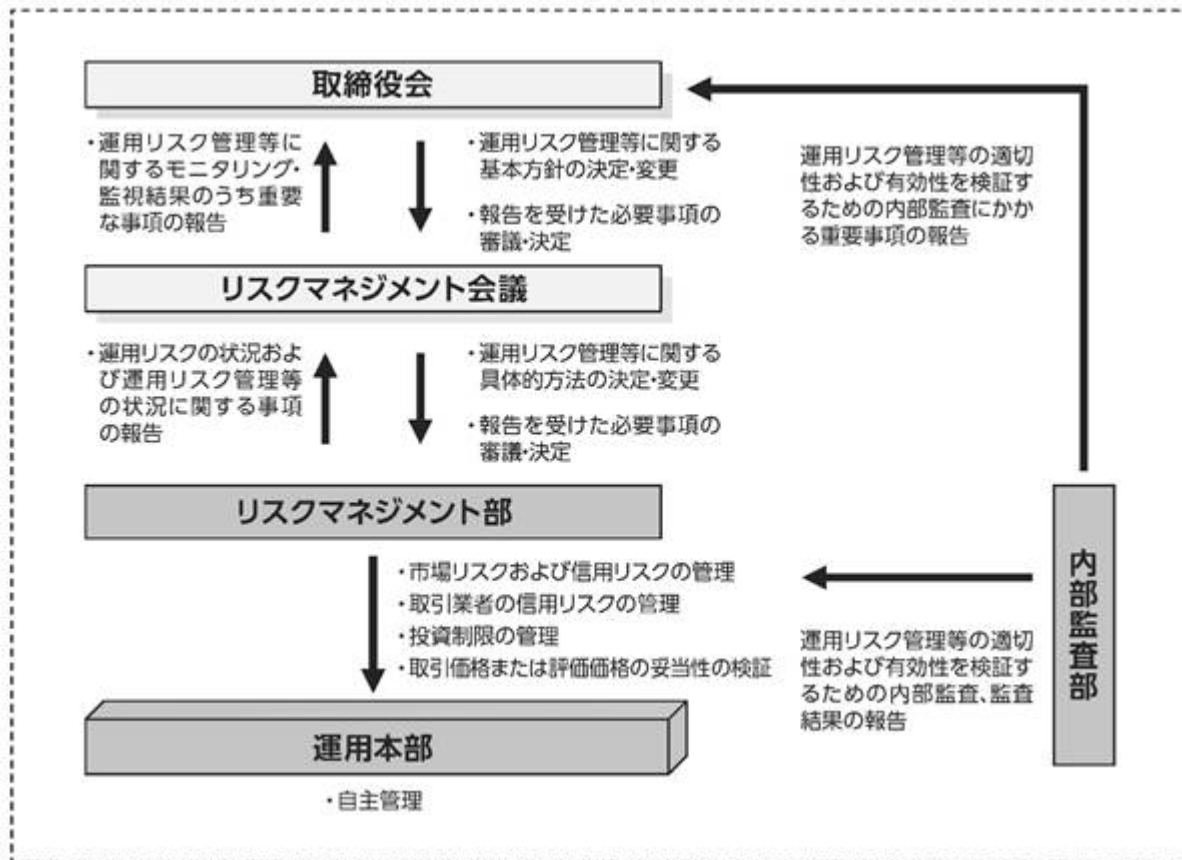 取締役会
・運用リスク管理等に
関するモニタリング・
監視結果のうち重要
な事項の報告
・運用リスク管理等に関する
基本方針の決定・変更
・報告を受けた必要事項の
審議・決定
運用リスク管理等の適切
性および有効性を検証す
るための内部監査にかか
る重要事項の報告
リスクマネジメント会議
・運用リスクの状況およ
び運用リスク管理等
の状況に関する事項
の報告
・運用リスク管理等に関する
具体的方法の決定・変更
・報告を受けた必要事項の
審議・決定
リスクマネジメント部
・市場リスクおよび信用リスクの管理
・取引業者の信用リスクの管理
・投資制限の管理
・取引価格または評価価格の妥当性の検証
内部監査部
運用リスク管理等の適切
性および有効性を検証す
るための内部監査、監査
結果の報告
運用本部
・自主管理